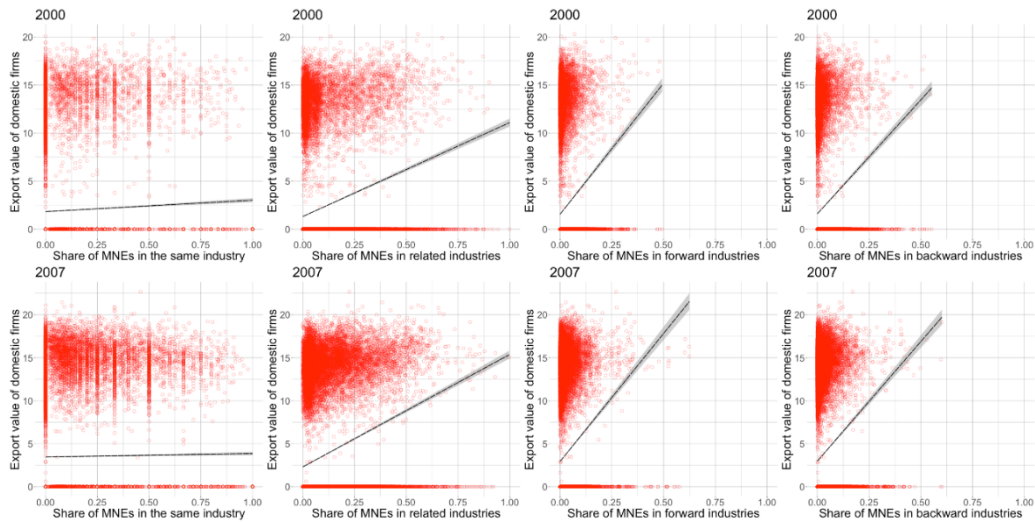 2000
2000
2000
2000
Export value of domestic firms
20
15
10
5
0
0.00 0.25 0.50 0.75 1.00
Share of MNEs in the same industry
Export value of domestic firms
20
15
10
5
0
0.00 0.25 0.50 0.75 1.00
Share of MNEs in related industries
Export value of domestic firms
20
15
10
5
0
0.00 0.25 0.50 0.75 1.00
Share of MNEs in forward industries
Export value of domestic firms
20
15
10
5
0
0.00 0.25 0.50 0.75 1.00
Share of MNEs in backward industries
2007
2007
2007
2007
Export value of domestic firms
20
15
10
5
0
0.00 0.25 0.50 0.75 1.00
Share of MNEs in the same industry
Export value of domestic firms
20
15
10
5
0
0.00 0.25 0.50 0.75 1.00
Share of MNEs in related industries
Export value of domestic firms
20
15
10
5
0
0.00 0.25 0.50 0.75 1.00
Share of MNEs in forward industries
Export value of domestic firms
20
15
10
5
0
0.00 0.25 0.50 0.75 1.00
Share of MNEs in backward industries